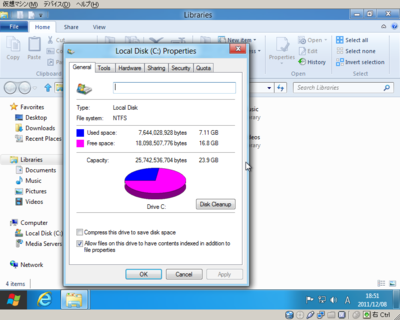 仮想マシン(M) デバイス(D) ヘルプ(H)
Libraries
File Home Share View
Copy Paste
New item
Properties
Open
Edit
History
Select all
Select none
Invert selection
Search Libraries
Favorites
Desktop
Downloads
Recent Places
Libraries
Documents
Music
Pictures
Videos
Computer
Local Disk (C:)
Media Servers
Network
4 items
Local Disk (C:) Properties
General Tools Hardware Sharing Security Quota
Type: Local Disk
File system: NTFS
Used space: 7,644,028,928 bytes 7.11 GB
Free space: 18,098,507,776 bytes 16.8 GB
Capacity: 25,742,536,704 bytes 23.9 GB
Drive C:
Disk Cleanup
Compress this drive to save disk space
Allow files on this drive to have contents indexed in addition to
file properties
OK Cancel Apply
A
18:51
2011/12/08
右 Ctrl